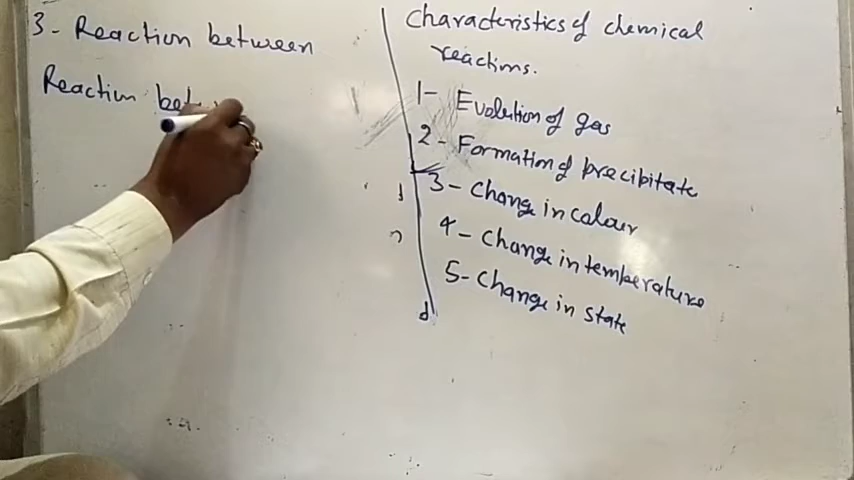 3- Reaction between
Reaction bet
Characteristics of chemical
reactions.
1- Evolution of gas
2- Formation of precipitate
3- Change in colour
4- Change in temperature
5- Change in state